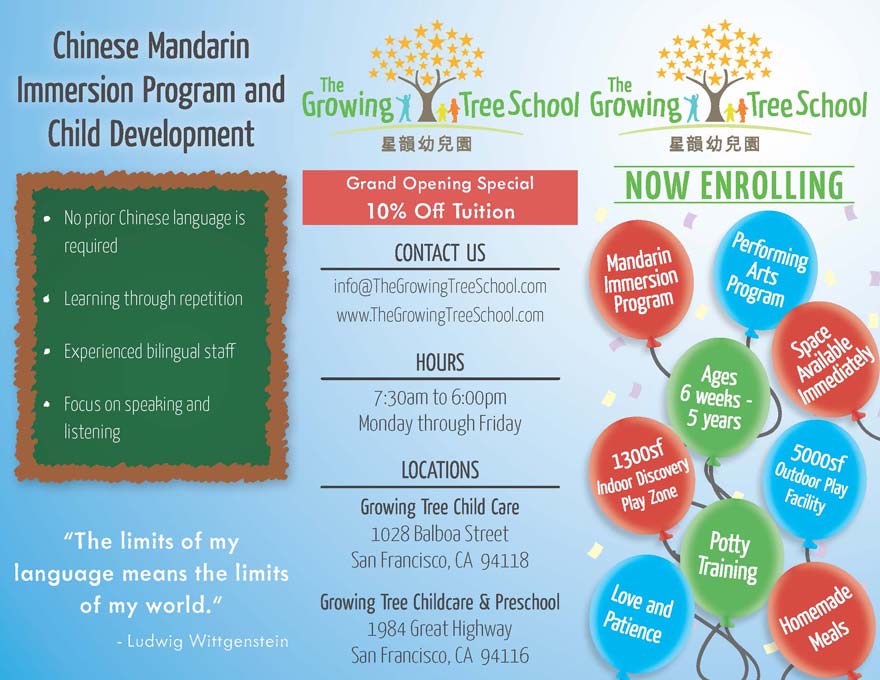 Chinese Mandarin
Immersion Program and
Child Development
• No prior Chinese language is
required
• Learning through repetition
• Experienced bilingual staff
• Focus on speaking and
listening
“The limits of my
language means the limits
of my world.”
- Ludwig Wittgenstein
The
Growing Tree School
星韻幼兒園
Grand Opening Special
10% Off Tuition
CONTACT US
info@TheGrowingTreeSchool.com
www.TheGrowingTreeSchool.com
HOURS
7:30am to 6:00pm
Monday through Friday
LOCATIONS
Growing Tree Child Care
1028 Balboa Street
San Francisco, CA 94118
Growing Tree Childcare & Preschool
1984 Great Highway
San Francisco, CA 94116
The
Growing Tree School
星韻幼兒園
NOW ENROLLING
Mandarin
Immersion
Program
Performing
Arts
Program
Space
Available
Immediately
Ages
6 weeks -
5 years
1300sf
Indoor Discovery
Play Zone
5000sf
Outdoor Play
Facility
Potty
Training
Love and
Patience
Homemade
Meals